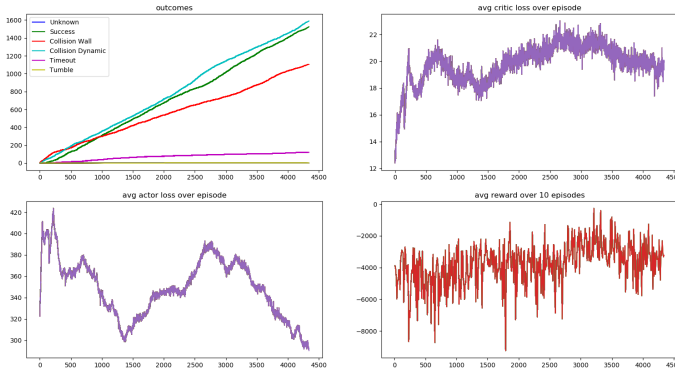 outcomes
1600
1400
1200
1000
800
600
400
200
0
Unknown
Success
Collision Wall
Collision Dynamic
Timeout
Tumble
0 500 1000 1500 2000 2500 3000 3500 4000 4500
avg critic loss over episode
22
20
18
16
14
12
0 500 1000 1500 2000 2500 3000 3500 4000 4500
avg actor loss over episode
420
400
380
360
340
320
300
0 500 1000 1500 2000 2500 3000 3500 4000 4500
avg reward over 10 episodes
0
−2000
−4000
−6000
−8000
0 500 1000 1500 2000 2500 3000 3500 4000 4500